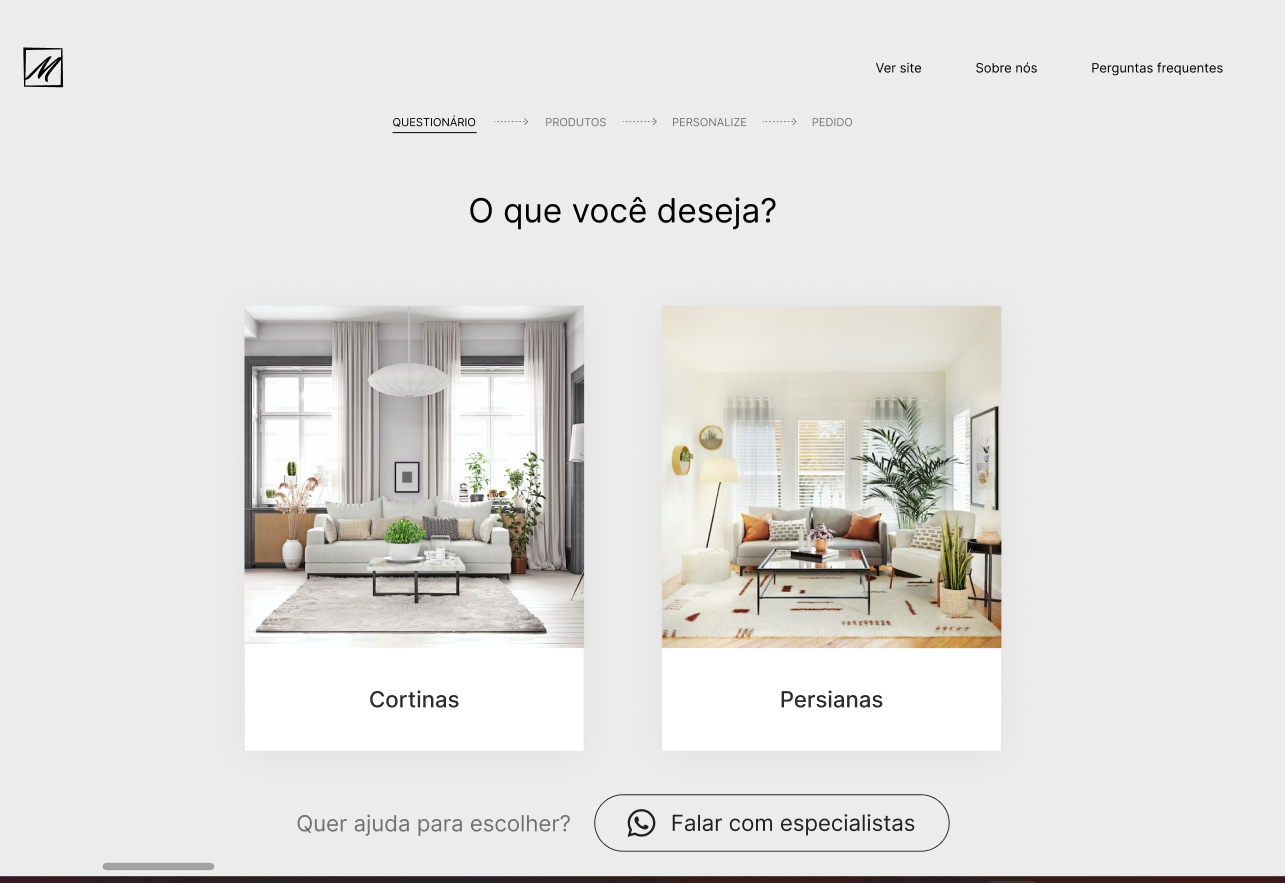 M
Ver site
Sobre nós
Perguntas frequentes
QUESTIONÁRIO
PRODUTOS
PERSONALIZE
PEDIDO
O que você deseja?
Cortinas
Persianas
Quer ajuda para escolher?
Falar com especialistas